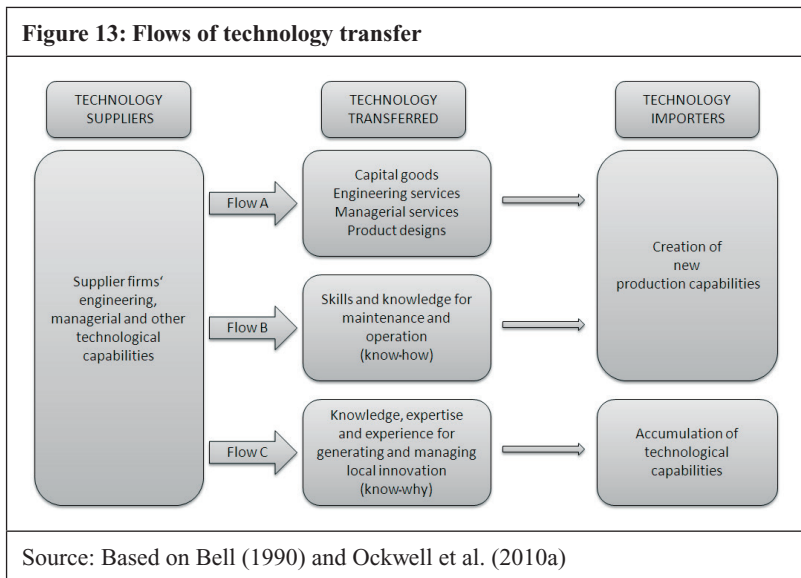 Figure 13: Flows of technology transfer
TECHNOLOGY
SUPPLIERS
TECHNOLOGY
TRANSFERRED
TECHNOLOGY
IMPORTERS
Supplier firms‘
engineering,
managerial and other
technological
capabilities
Flow A
Capital goods
Engineering services
Managerial services
Product designs
Flow B
Skills and knowledge for
maintenance and
operation
(know-how)
Creation of
new
production capabilities
Flow C
Knowledge, expertise
and experience for
generating and managing
local innovation
(know-why)
Accumulation of
technological
capabilities
Source: Based on Bell (1990) and Ockwell et al. (2010a)